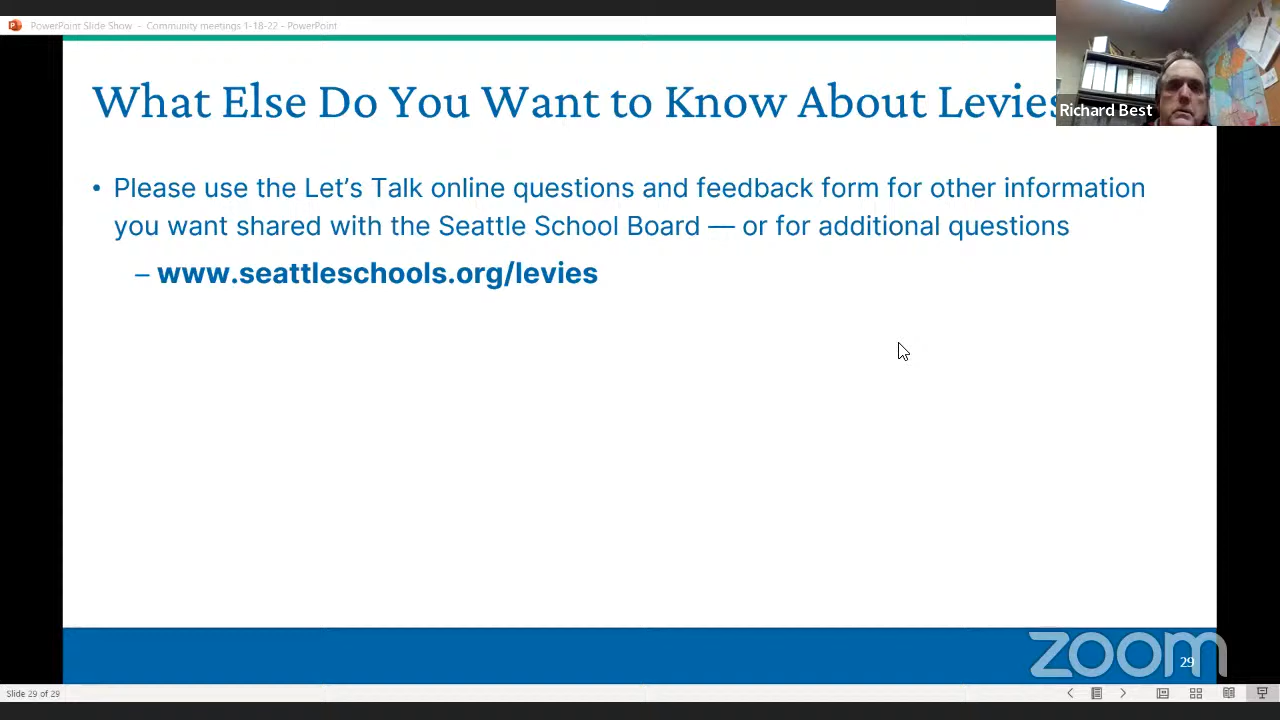 PowerPoint Slide Show - Community meetings 1-18-22 - PowerPoint
What Else Do You Want to Know About Levies
Richard Best
• Please use the Let's Talk online questions and feedback form for other information
you want shared with the Seattle School Board — or for additional questions
– www.seattleschools.org/levies
zoom
29
Slide 29 of 29